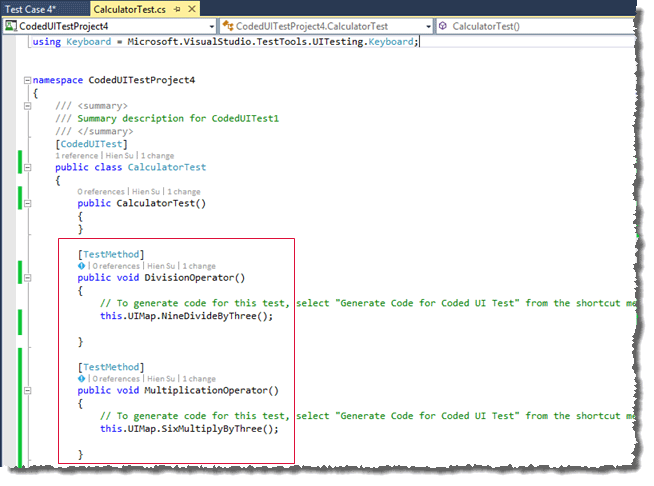 Test Case 4*
CalculatorTest.cs
CodedUITestProject4
CodedUITestProject4.CalculatorTest
CalculatorTest()
using Keyboard = Microsoft.VisualStudio.TestTools.UITesting.Keyboard;
namespace CodedUITestProject4
{
/// <summary>
/// Summary description for CodedUITest1
/// </summary>
[CodedUITest]
1 reference | Hien Su | 1 change
public class CalculatorTest
{
0 references | Hien Su | 1 change
public CalculatorTest()
{
}
[TestMethod]
| 0 references | Hien Su | 1 change
public void DivisionOperator()
{
// To generate code for this test, select "Generate Code for Coded UI Test" from the shortcut me
this.UIMap.NineDivideByThree();
}
[TestMethod]
| 0 references | Hien Su | 1 change
public void MultiplicationOperator()
{
// To generate code for this test, select "Generate Code for Coded UI Test" from the shortcut me
this.UIMap.SixMultiplyByThree();
}